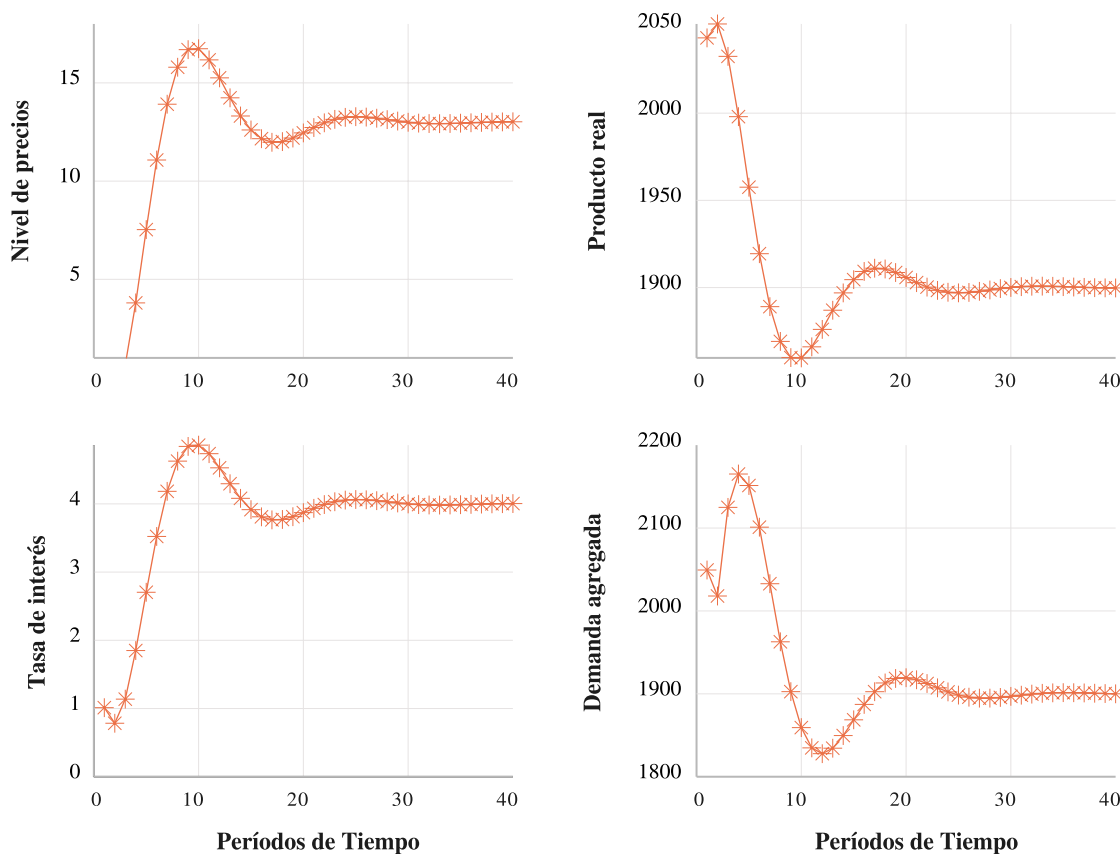 Nivel de precios
15
10
5
0 10 20 30 40
Producto real
2050
2000
1950
1900
0 10 20 30 40
Tasa de interés
4
3
2
1
0
0 10 20 30 40
Períodos de Tiempo
Demanda agregada
2200
2100
2000
1900
1800
0 10 20 30 40
Períodos de Tiempo